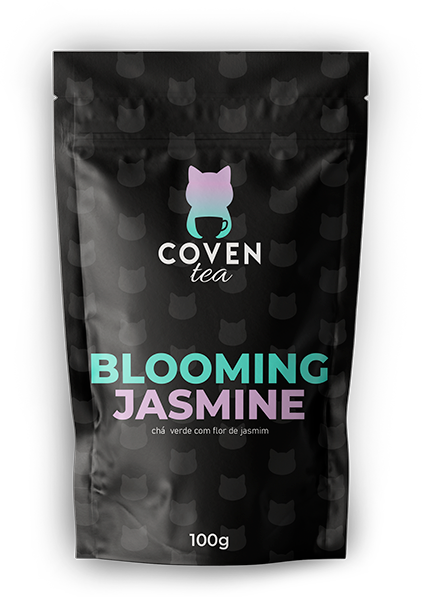 COVEN
tea
BLOOMING
JASMINE
chá verde com flor de jasmim
100g